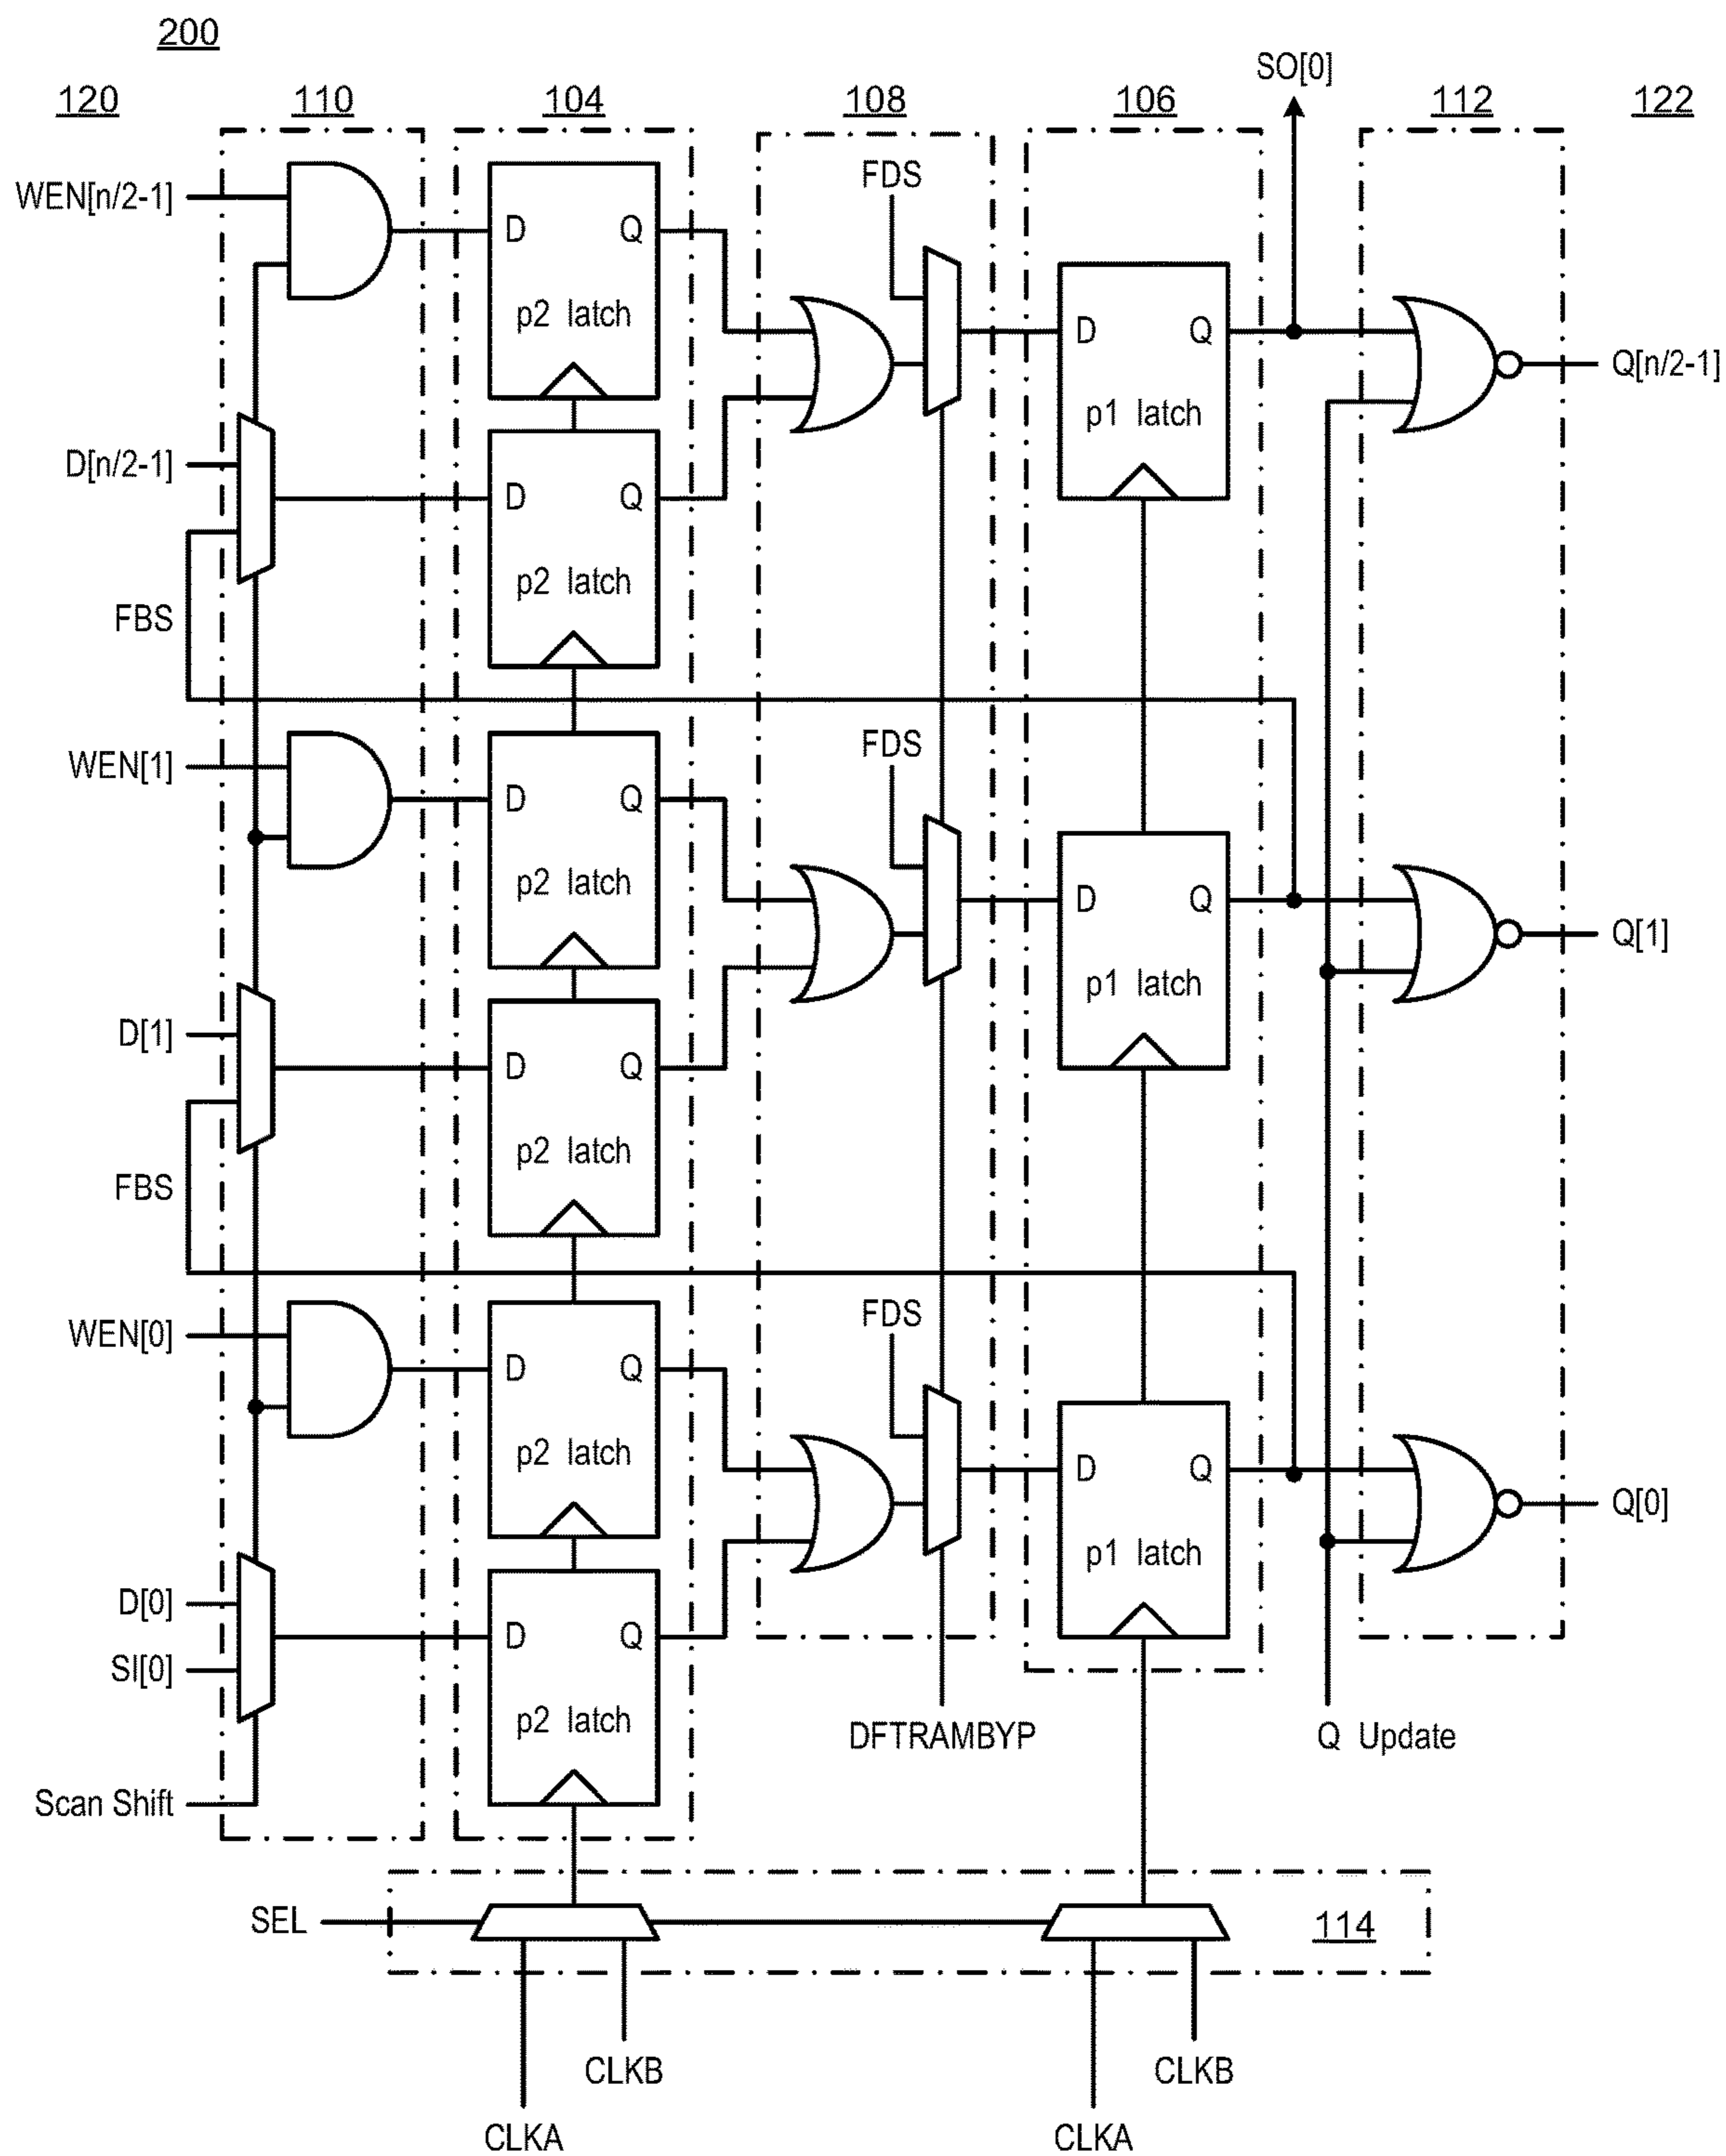 200
SO[0]
120 110 104 108 106 112 122
FDS
WEN[n/2-1]
D Q
Q[n/2-1]
p2 latch
D Q
p1 latch
D[n/2-1]
D Q
p2 latch
FBS
FDS
WEN[1]
D Q
p2 latch
D Q
Q[1]
p1 latch
D[1]
D Q
p2 latch
FBS
FDS
WEN[0]
D Q
p2 latch
D Q
Q[0]
p1 latch
D[0]
D Q
SI[0]
p2 latch
DFTRAMBYP
Q Update
Scan Shift
SEL
114
CLKB
CLKB
CLKA
CLKA